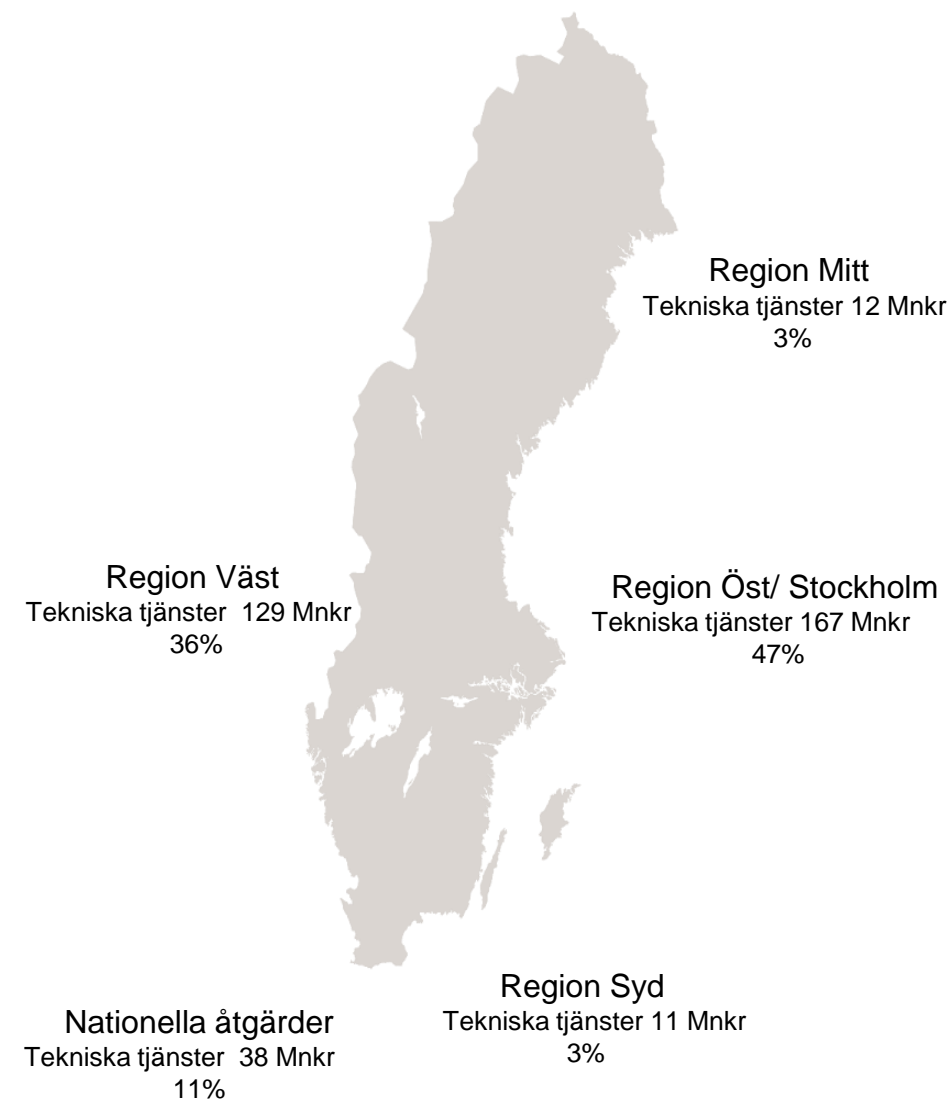 Region Mitt
Tekniska tjänster 12 Mnkr
3%
Region Väst
Tekniska tjänster 129 Mnkr
36%
Region Öst/ Stockholm
Tekniska tjänster 167 Mnkr
47%
Region Syd
Tekniska tjänster 11 Mnkr
3%
Nationella åtgärder
Tekniska tjänster 38 Mnkr
11%